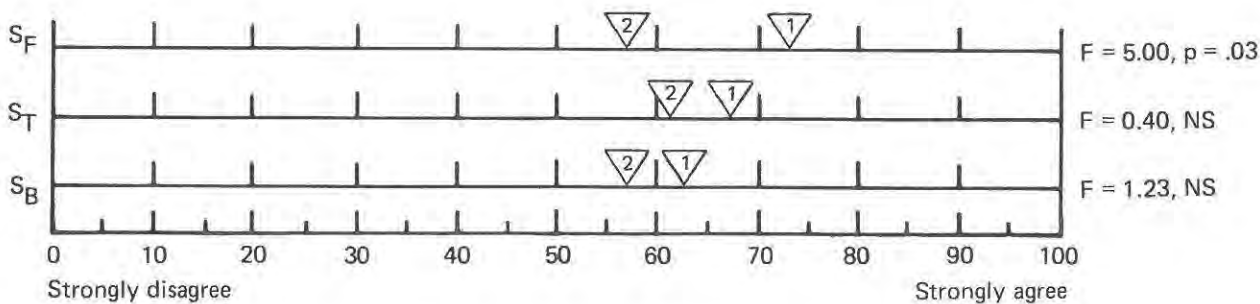 S_F 2 1 F = 5.00, p = .03
S_T 2 1 F = 0.40, NS
S_B 2 1 F = 1.23, NS
0 10 20 30 40 50 60 70 80 90 100
Strongly disagree Strongly agree